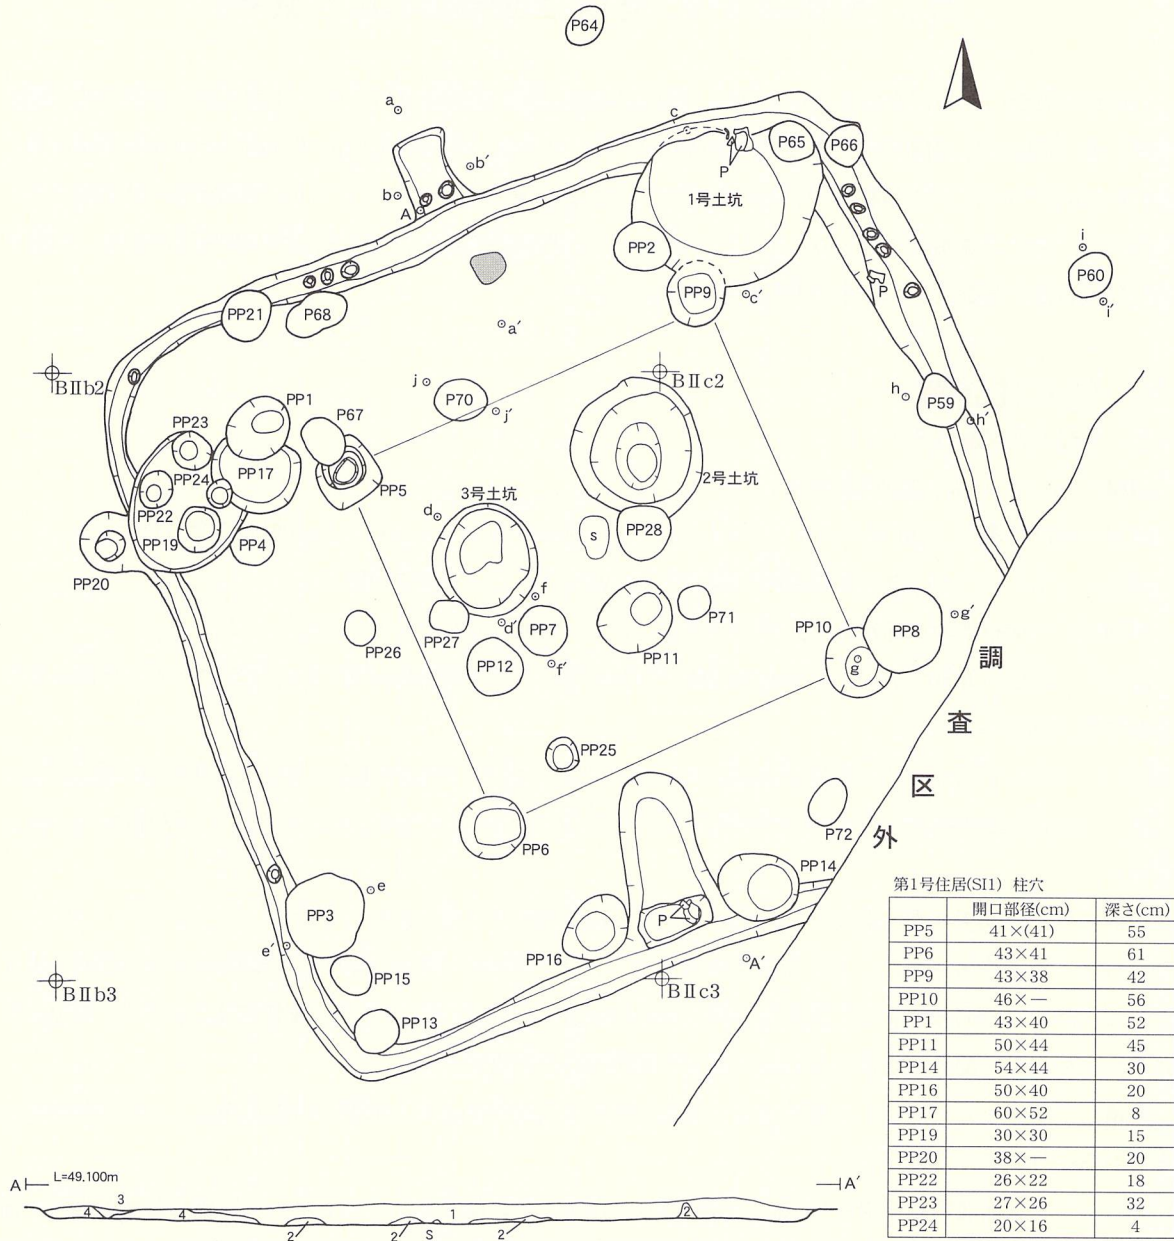 P64
a
b′
b
A
c
P
P65
P66
1号土坑
PP2
PP9
c′
P
i
P60
i′
PP21
P68
a′
BⅡb2
BⅡc2
j
P70
j′
h
P59
h′
PP1
P67
PP23
PP24
PP17
PP5
PP22
PP19
PP4
PP20
3号土坑
d
2号土坑
s
PP28
f
d′
PP7
f′
PP27
PP12
PP26
P71
PP11
PP10
PP8
g
g′
調査区外
PP25
PP6
P72
PP14
PP3
e
e′
P
PP16
A′
BⅡb3
BⅡc3
PP15
PP13
第1号住居(SI1) 柱穴
開口部径(cm) 深さ(cm)
PP5 41×(41) 55
PP6 43×41 61
PP9 43×38 42
PP10 46×― 56
PP1 43×40 52
PP11 50×44 45
PP14 54×44 30
PP16 50×40 20
PP17 60×52 8
PP19 30×30 15
PP20 38×― 20
PP22 26×22 18
PP23 27×26 32
PP24 20×16 4
A L=49.100m A′
3
4 4 1 2
2 2 S 2